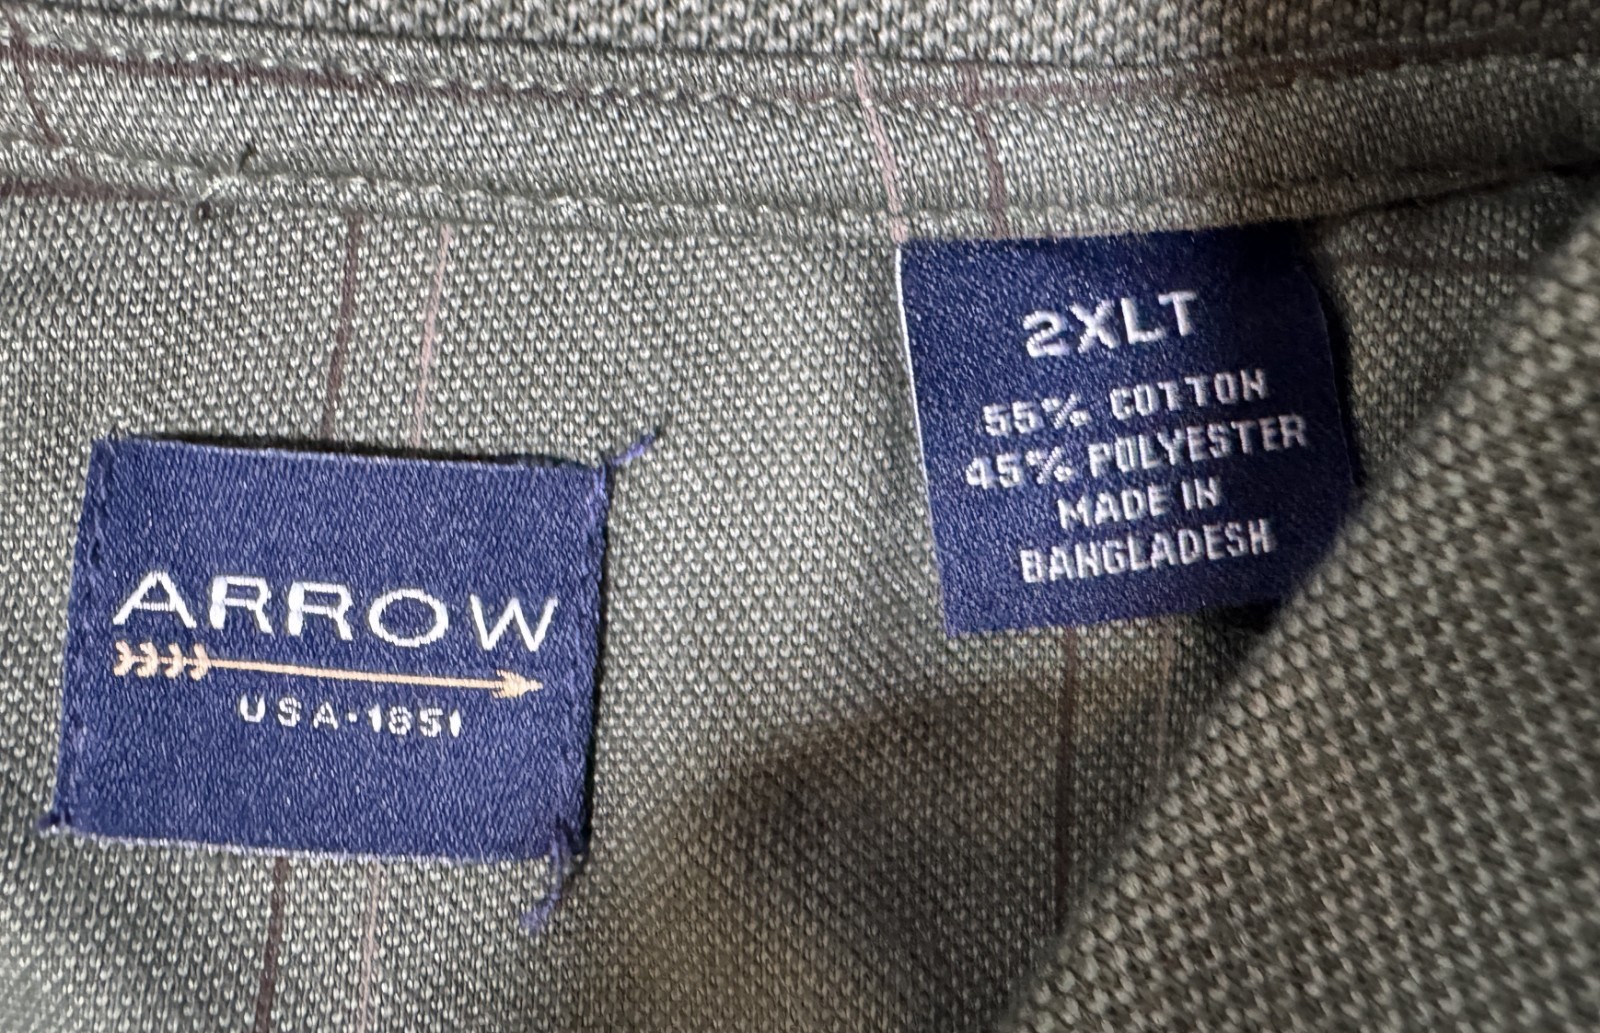 ARROW
USA·1851
2XLT
55% COTTON
45% POLYESTER
MADE IN
BANGLADESH